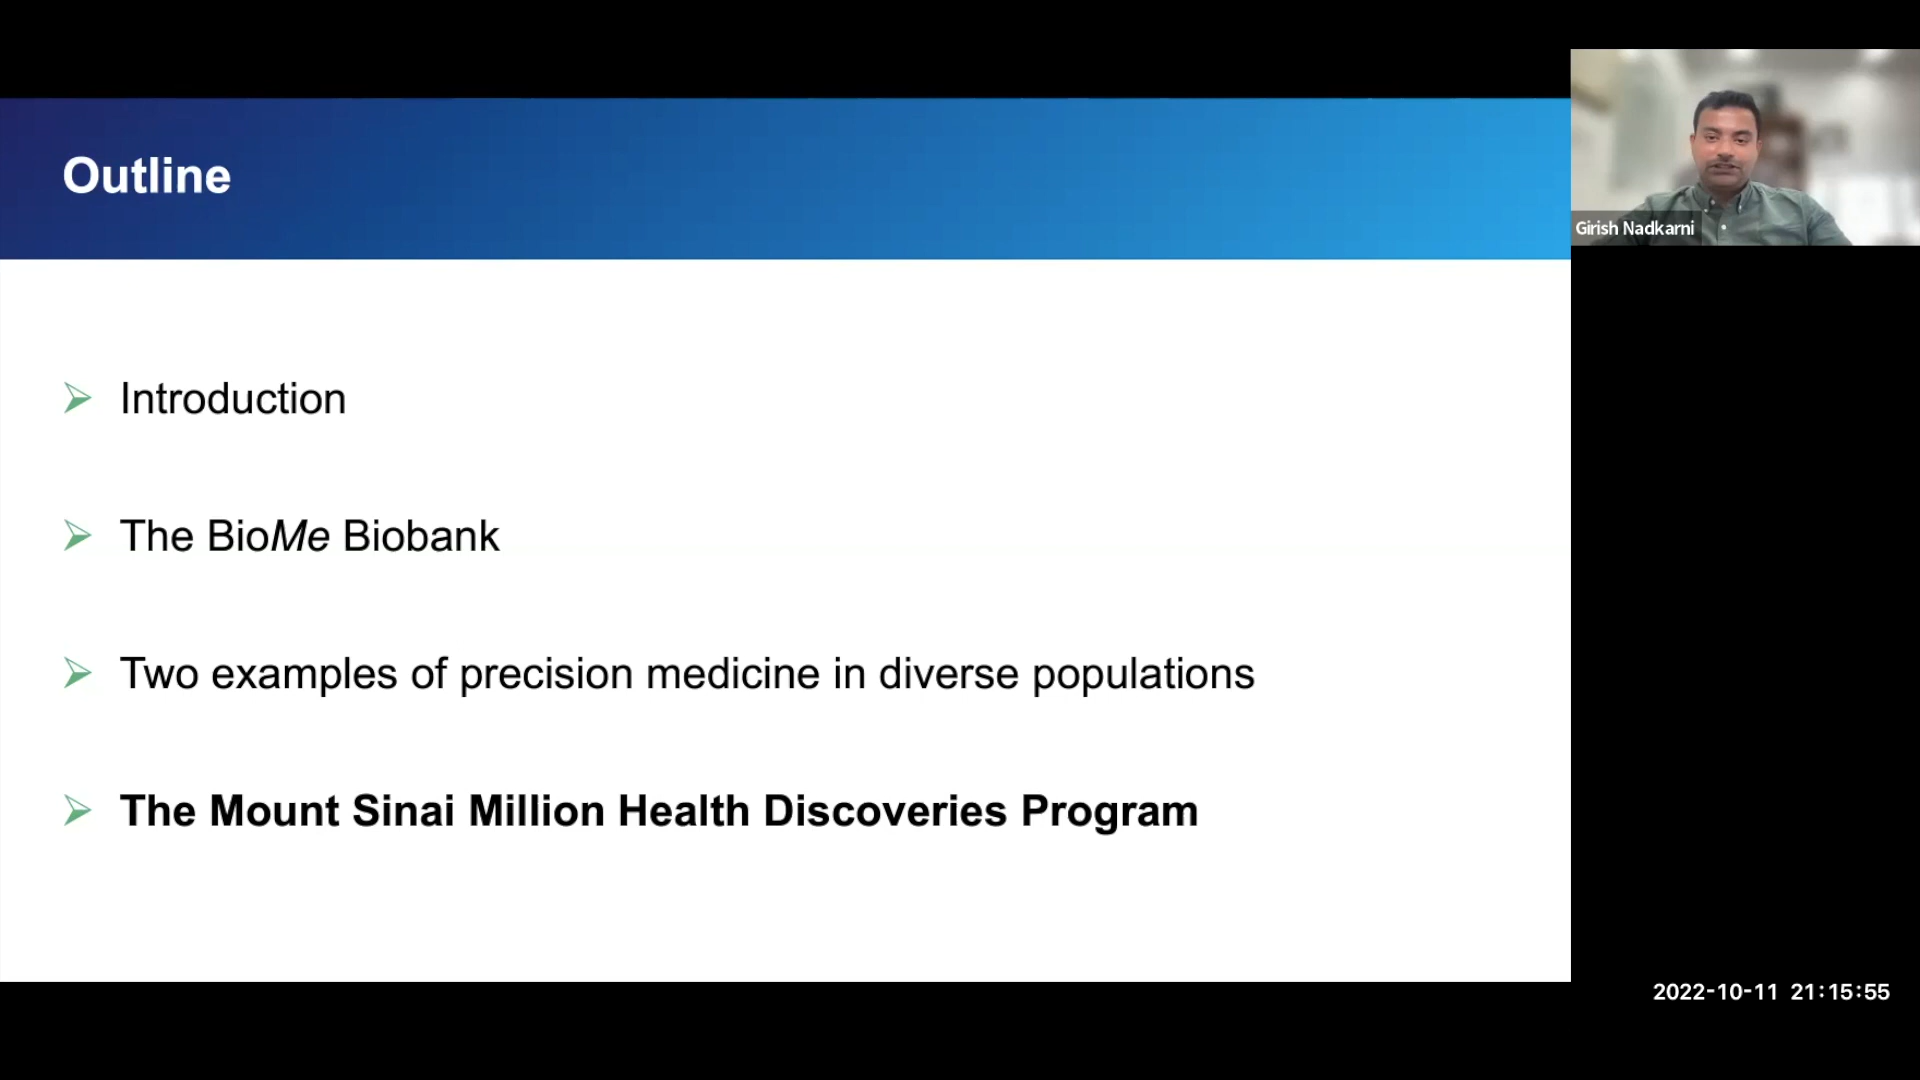 Outline
Girish Nadkarni
Introduction
The BioMe Biobank
Two examples of precision medicine in diverse populations
The Mount Sinai Million Health Discoveries Program
2022-10-11 21:15:55